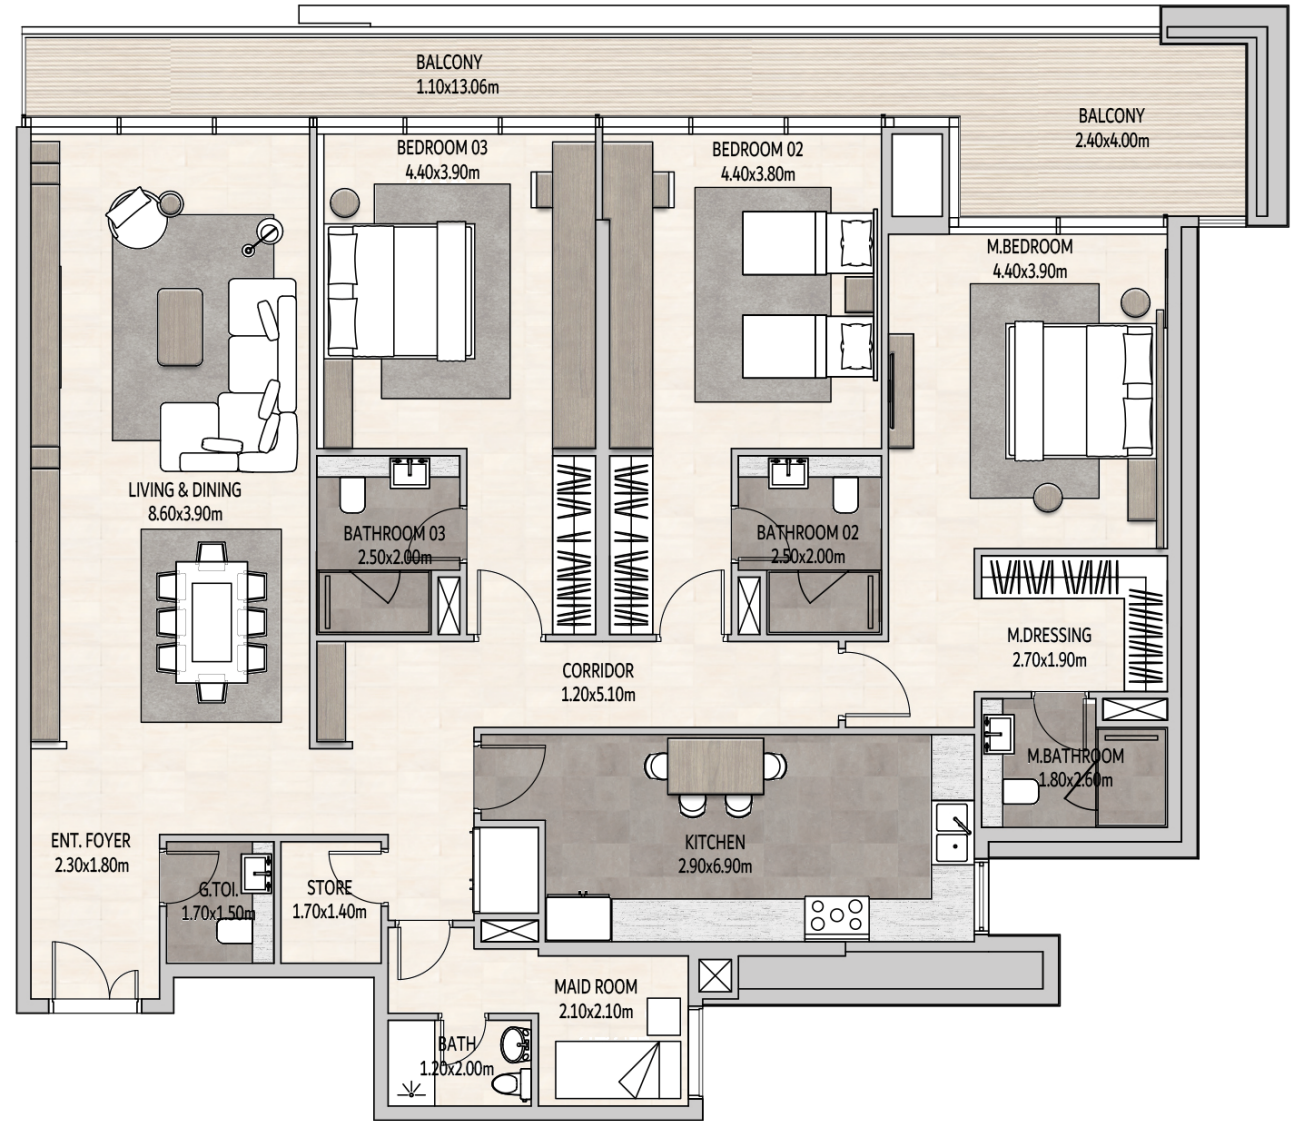 BALCONY
1.10x13.06m
BALCONY
2.40x4.00m
BEDROOM 03
4.40x3.90m
BEDROOM 02
4.40x3.80m
M.BEDROOM
4.40x3.90m
LIVING & DINING
8.60x3.90m
BATHROOM 03
2.50x2.00m
BATHROOM 02
2.50x2.00m
M.DRESSING
2.70x1.90m
CORRIDOR
1.20x5.10m
M.BATHROOM
1.80x2.60m
ENT. FOYER
2.30x1.80m
KITCHEN
2.90x6.90m
G.TOI.
1.70x1.50m
STORE
1.70x1.40m
MAID ROOM
2.10x2.10m
BATH
1.20x2.00m